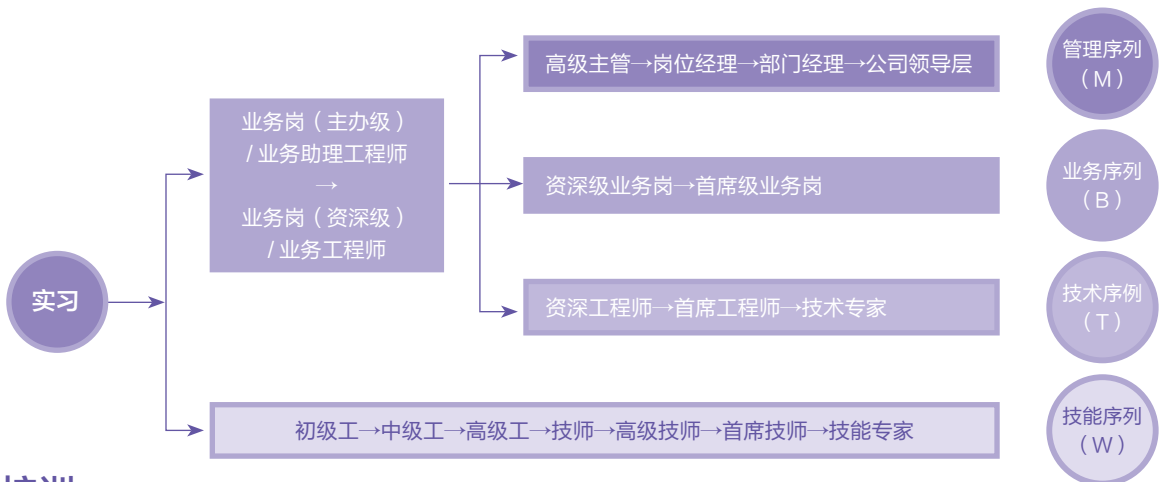 高级主管→岗位经理→部门经理→公司领导层
管理序列
（M）
业务岗（主办级）
/ 业务助理工程师
→
业务岗（资深级）
/ 业务工程师
资深级业务岗→首席级业务岗
业务序列
（B）
实习
资深工程师→首席工程师→技术专家
技术序例
（T）
初级工→中级工→高级工→技师→高级技师→首席技师→技能专家
技能序列
（W）